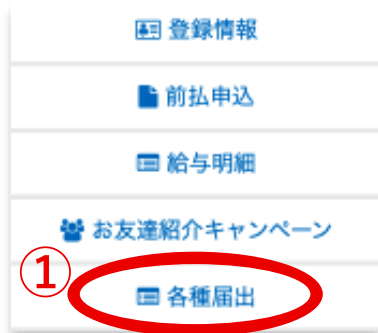 登録情報
前払申込
給与明細
お友達紹介キャンペーン
①
各種届出